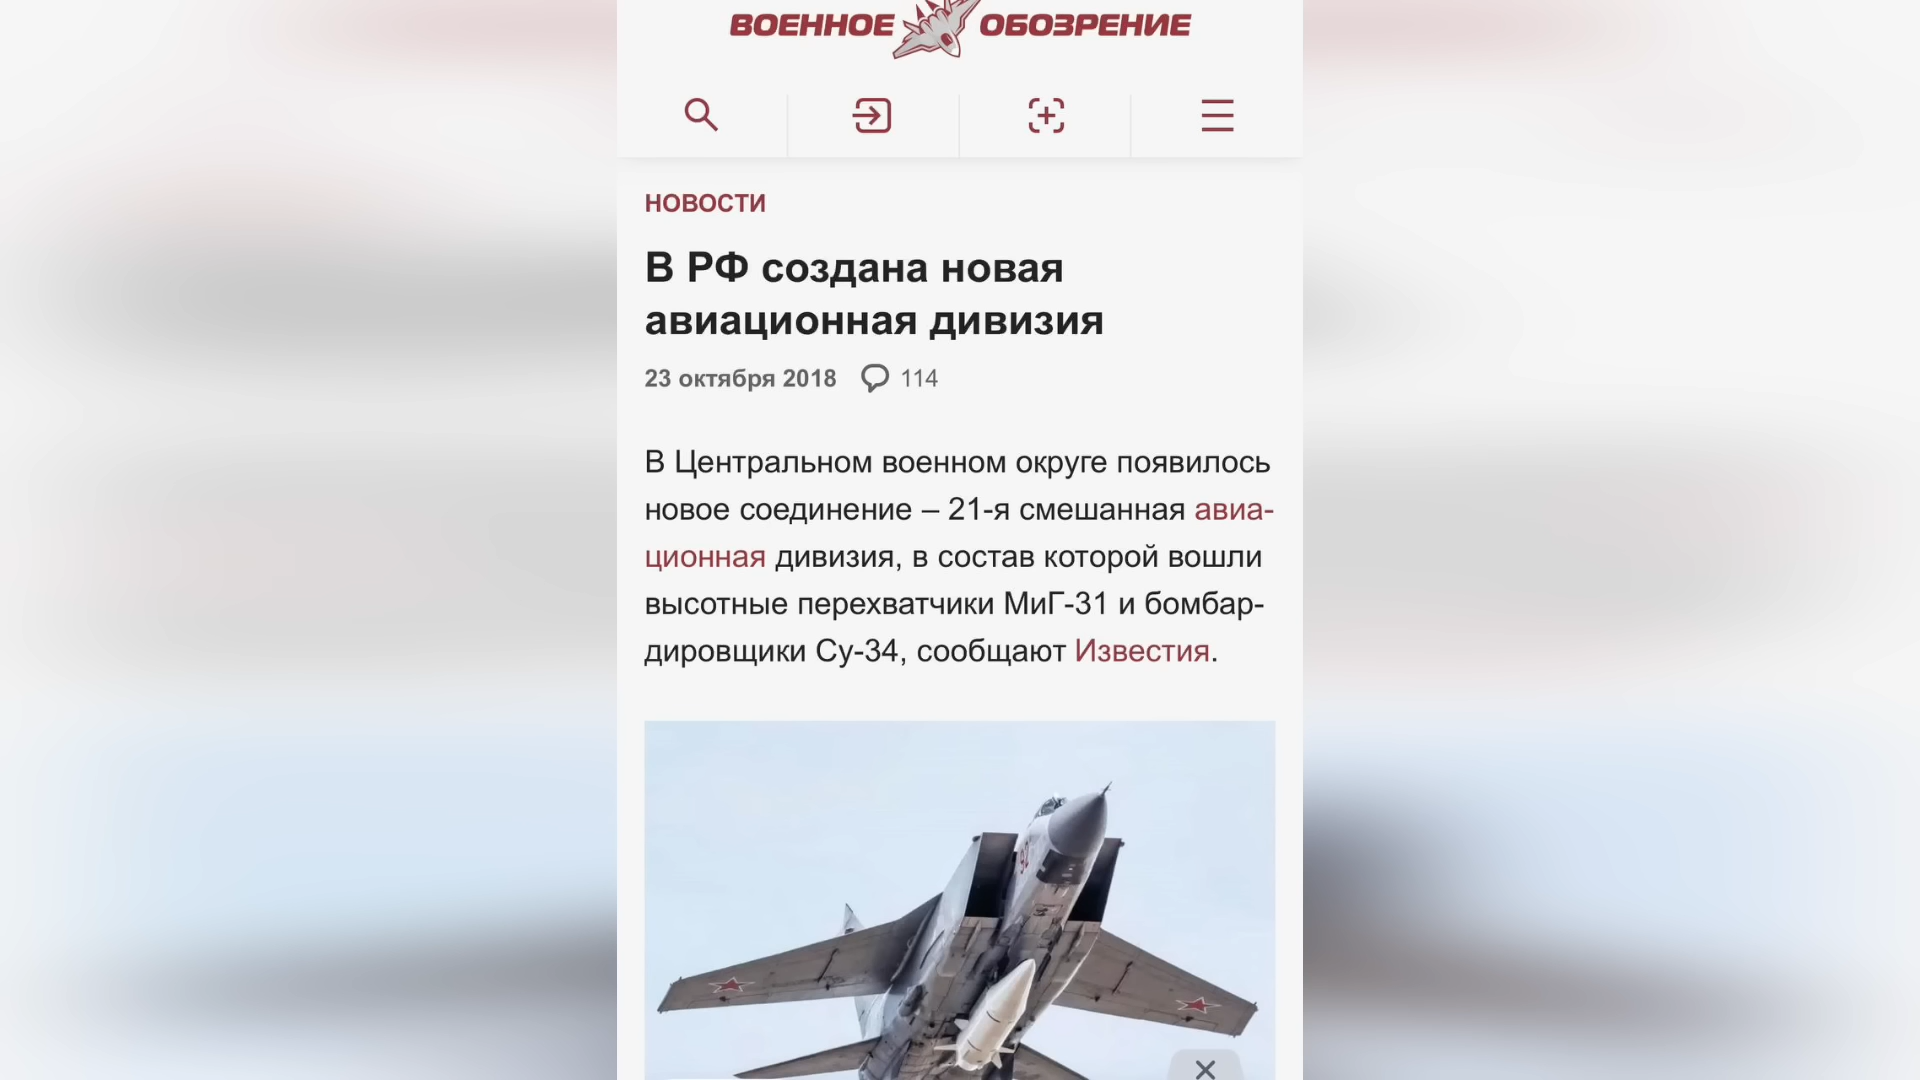 ВОЕННОЕ ОБОЗРЕНИЕ
НОВОСТИ
В РФ создана новая
авиационная дивизия
23 октября 2018 114
В Центральном военном округе появилось
новое соединение – 21-я смешанная авиа-
ционная дивизия, в состав которой вошли
высотные перехватчики МиГ-31 и бомбар-
дировщики Су-34, сообщают Известия.
92